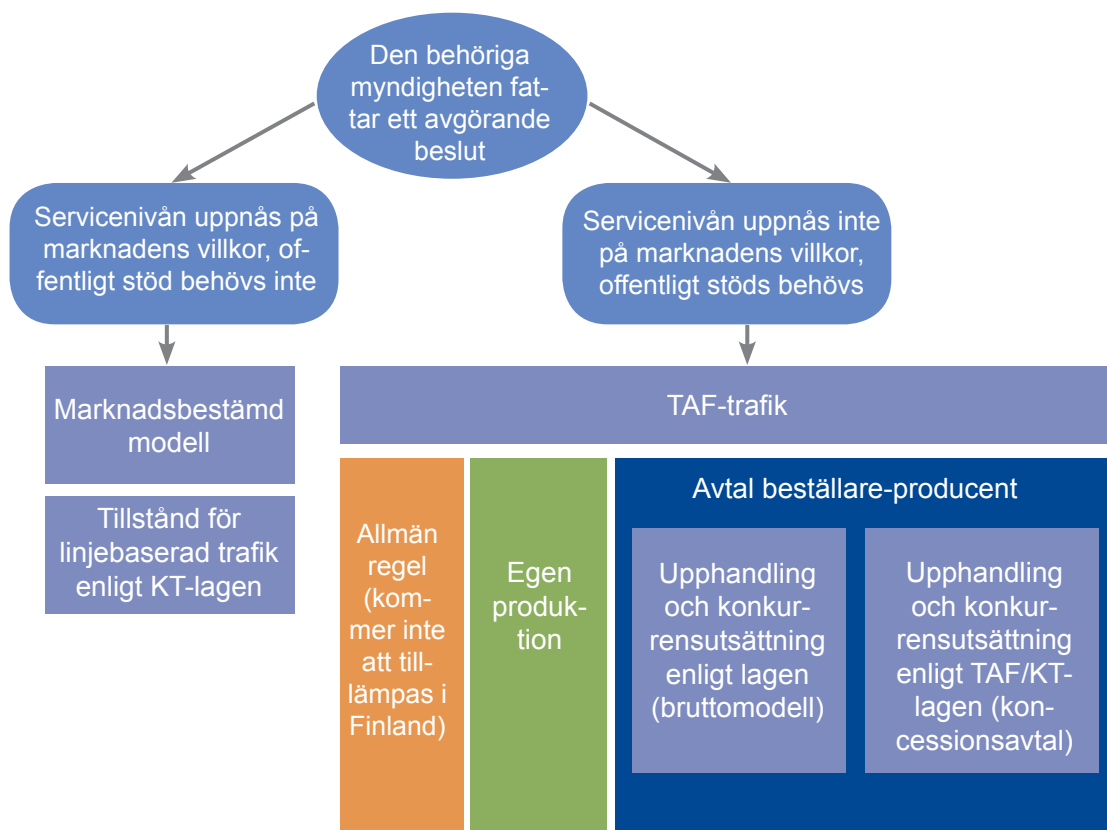 Den behöriga
myndigheten fat-
tar ett avgörande
beslut
Servicenivån uppnås på
marknadens villkor, of-
fentligt stöd behövs inte
Servicenivån uppnås inte
på marknadens villkor,
offentligt stöds behövs
Marknadsbestämd
modell
Tillstånd för
linjebaserad trafik
enligt KT-lagen
TAF-trafik
Allmän
regel
(kom-
mer inte
att till-
lämpas i
Finland)
Egen
produk-
tion
Avtal beställare-producent
Upphandling
och konkur-
rensutsättning
enligt lagen
(bruttomodell)
Upphandling
och konkur-
rensutsättning
enligt TAF/KT-
lagen (kon-
cessionsavtal)